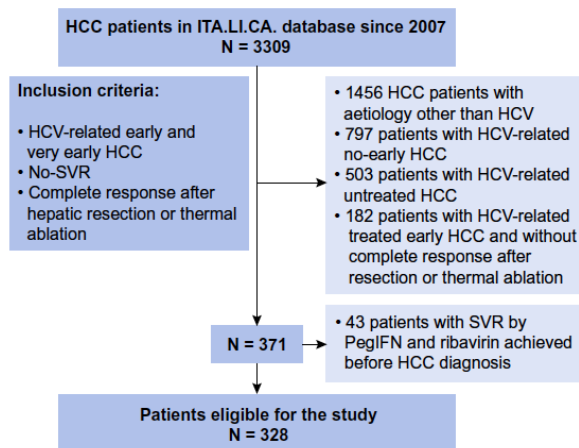 HCC patients in ITA.LI.CA. database since 2007
N = 3309
Inclusion criteria:
• HCV-related early and
very early HCC
• No-SVR
• Complete response after
hepatic resection or thermal
ablation
• 1456 HCC patients with
aetiology other than HCV
• 797 patients with HCV-related
no-early HCC
• 503 patients with HCV-related
untreated HCC
• 182 patients with HCV-related
treated early HCC and without
complete response after
resection or thermal ablation
N = 371
• 43 patients with SVR by
PegIFN and ribavirin achieved
before HCC diagnosis
Patients eligible for the study
N = 328